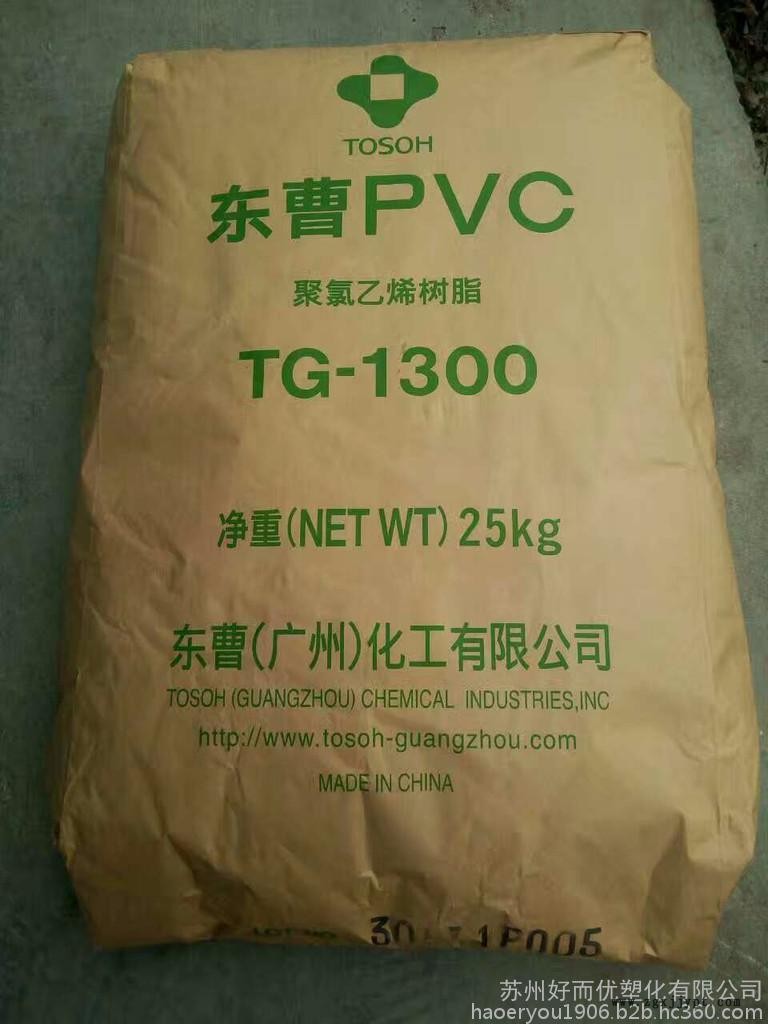 TOSOH
东曹PVC
聚氯乙烯树脂
TG-1300
净重(NET WT) 25kg
东曹(广州)化工有限公司
TOSOH (GUANGZHOU) CHEMICAL INDUSTRIES,INC
http://www.tosoh-guangzhou.com
MADE IN CHINA
LOT NO
苏州好而优塑化有限公司
haoeryou1906.b2b.hc360.com